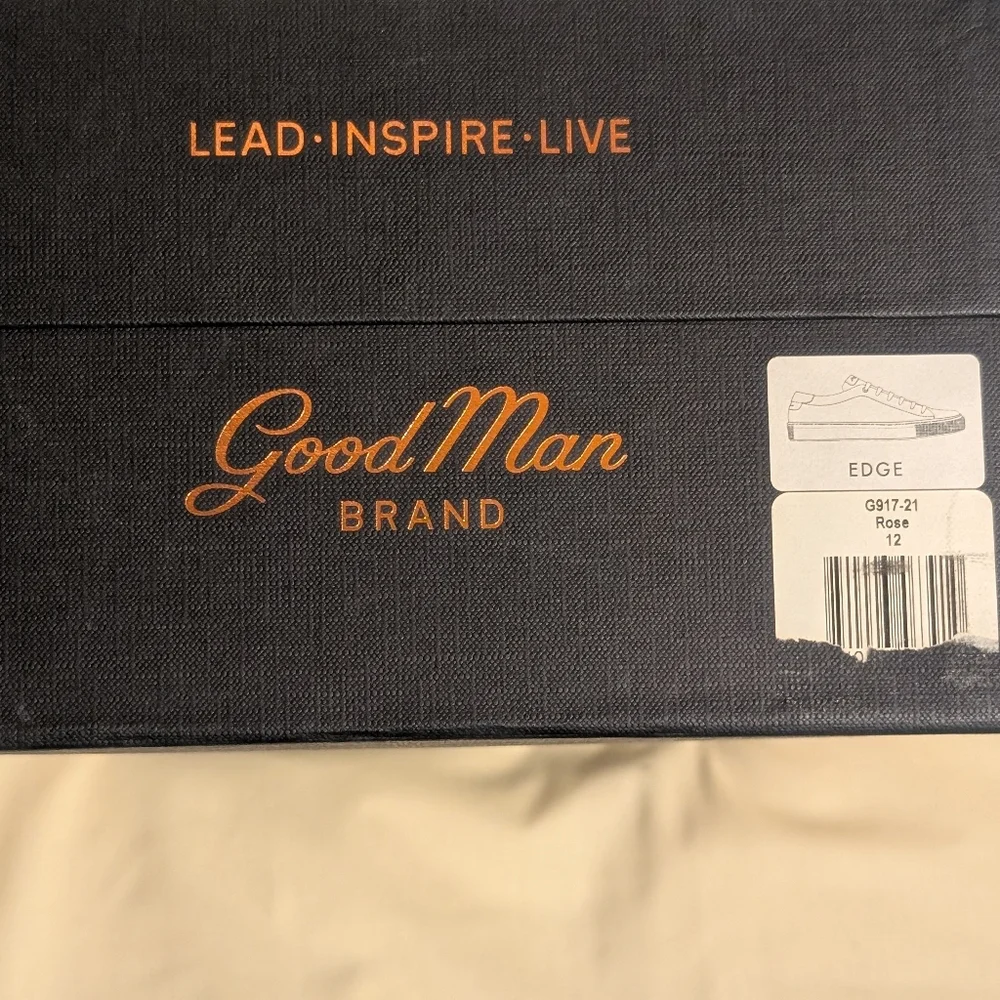 LEAD·INSPIRE·LIVE
Good Man
BRAND
EDGE
G917-21
Rose
12